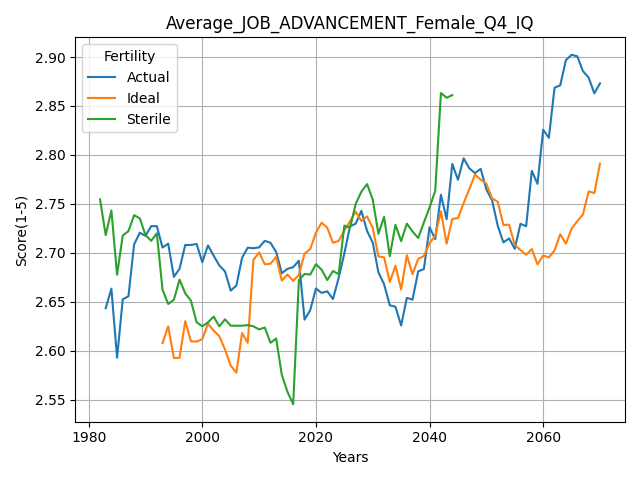 Average_JOB_ADVANCEMENT_Female_Q4_IQ
Fertility
Actual
Ideal
Sterile
Score(1-5)
2.90
2.85
2.80
2.75
2.70
2.65
2.60
2.55
1980 2000 2020 2040 2060
Years